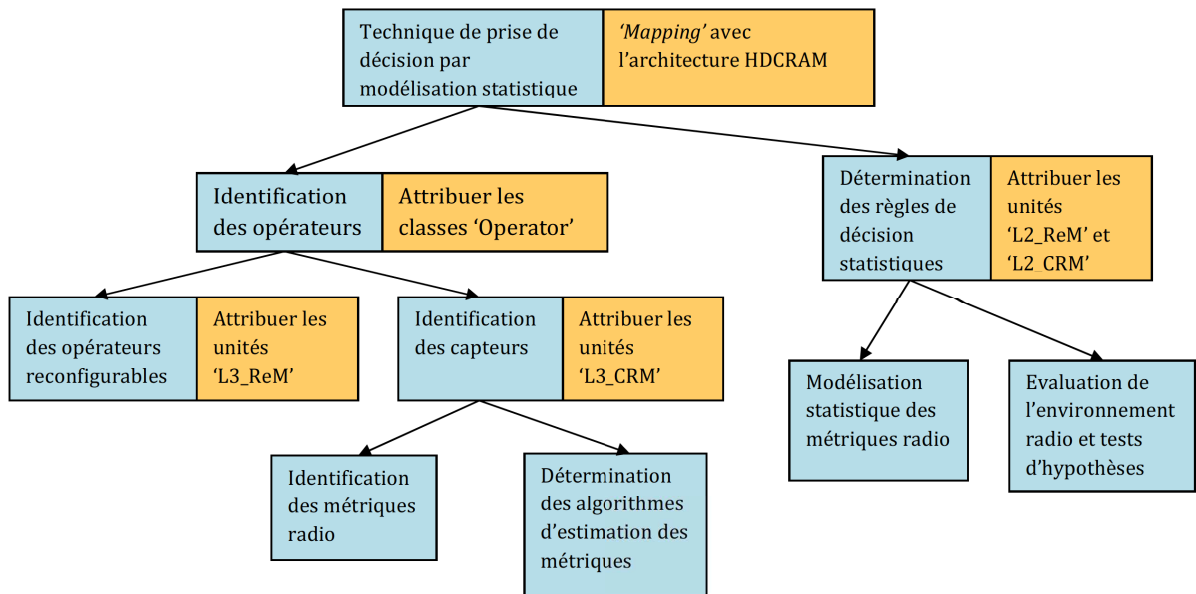 Technique de prise de
décision par
modélisation statistique
‘Mapping’ avec
l’architecture HDCRAM
Identification
des opérateurs
Attribuer les
classes ‘Operator’
Détermination
des règles de
décision
statistiques
Attribuer les
unités
‘L2_ReM’ et
‘L2_CRM’
Identification
des opérateurs
reconfigurables
Attribuer les
unités
‘L3_ReM’
Identification
des capteurs
Attribuer les
unités
‘L3_CRM’
Modélisation
statistique des
métriques radio
Evaluation de
l’environnement
radio et tests
d’hypothèses
Identification
des métriques
radio
Détermination
des algorithmes
d’estimation des
métriques